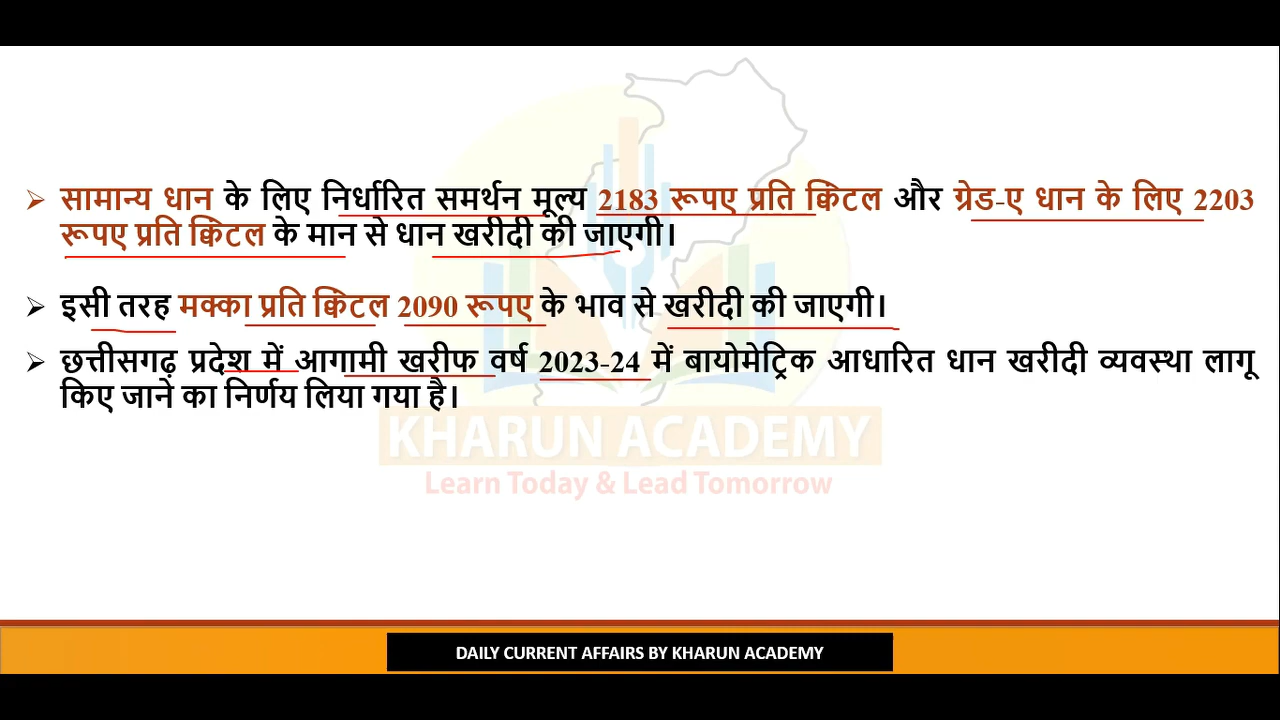 सामान्य धान के लिए निर्धारित समर्थन मूल्य 2183 रूपए प्रति क्विंटल और ग्रेड-ए धान के लिए 2203
रूपए प्रति क्विंटल के मान से धान खरीदी की जाएगी।
इसी तरह मक्का प्रति क्विंटल 2090 रूपए के भाव से खरीदी की जाएगी।
छत्तीसगढ़ प्रदेश में आगामी खरीफ वर्ष 2023-24 में बायोमेट्रिक आधारित धान खरीदी व्यवस्था लागू
किए जाने का निर्णय लिया गया है।
KHARUN ACADEMY
Learn Today & Lead Tomorrow
DAILY CURRENT AFFAIRS BY KHARUN ACADEMY